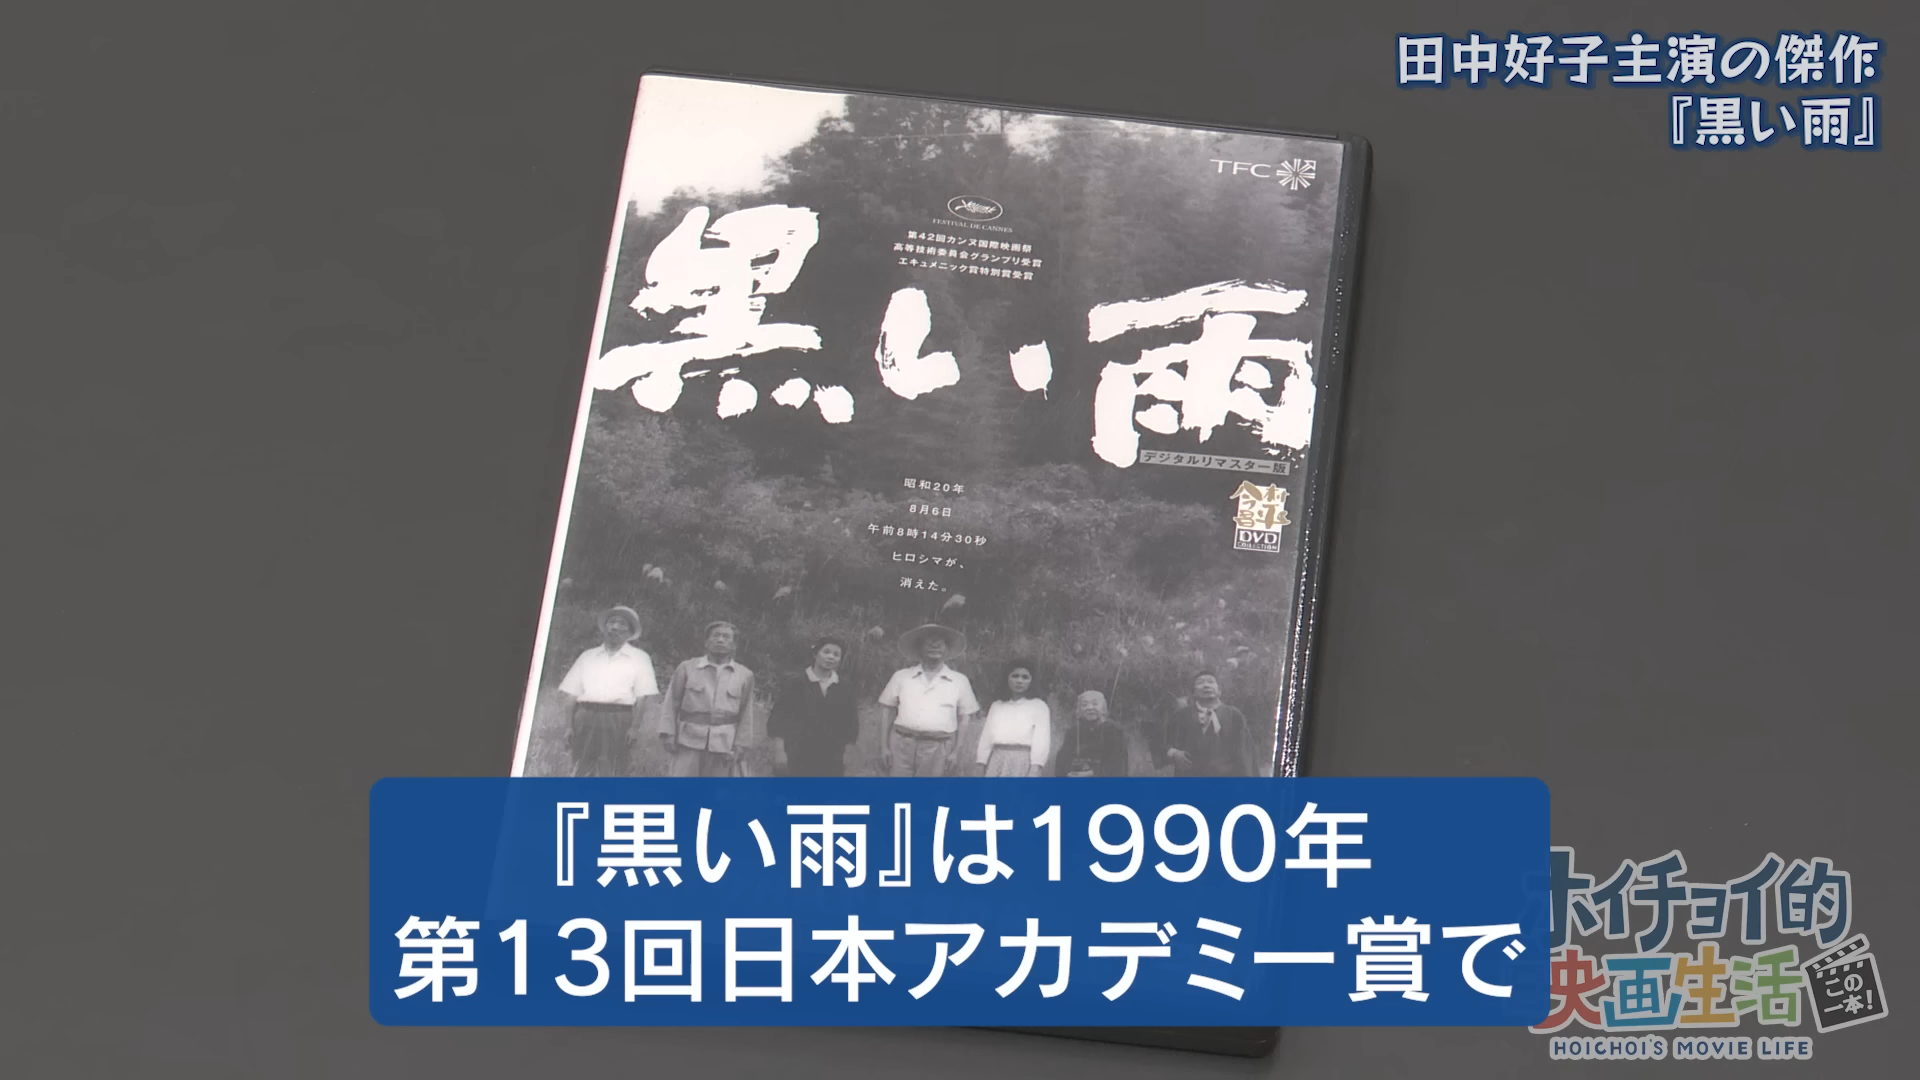 田中好子主演の傑作
『黒い雨』
TFC
FESTIVAL DE CANNES
第42回カンヌ国際映画祭
高等技術委員会グランプリ受賞
エキュメニック賞特別賞受賞
黒い雨
デジタルリマスター版
今村昌平
DVD
COLLECTION
昭和20年
8月6日
午前8時14分30秒
ヒロシマが、
消えた。
『黒い雨』は1990年
第13回日本アカデミー賞で
ホイチョイ的
映画生活
この
一本!
HOICHOI'S MOVIE LIFE